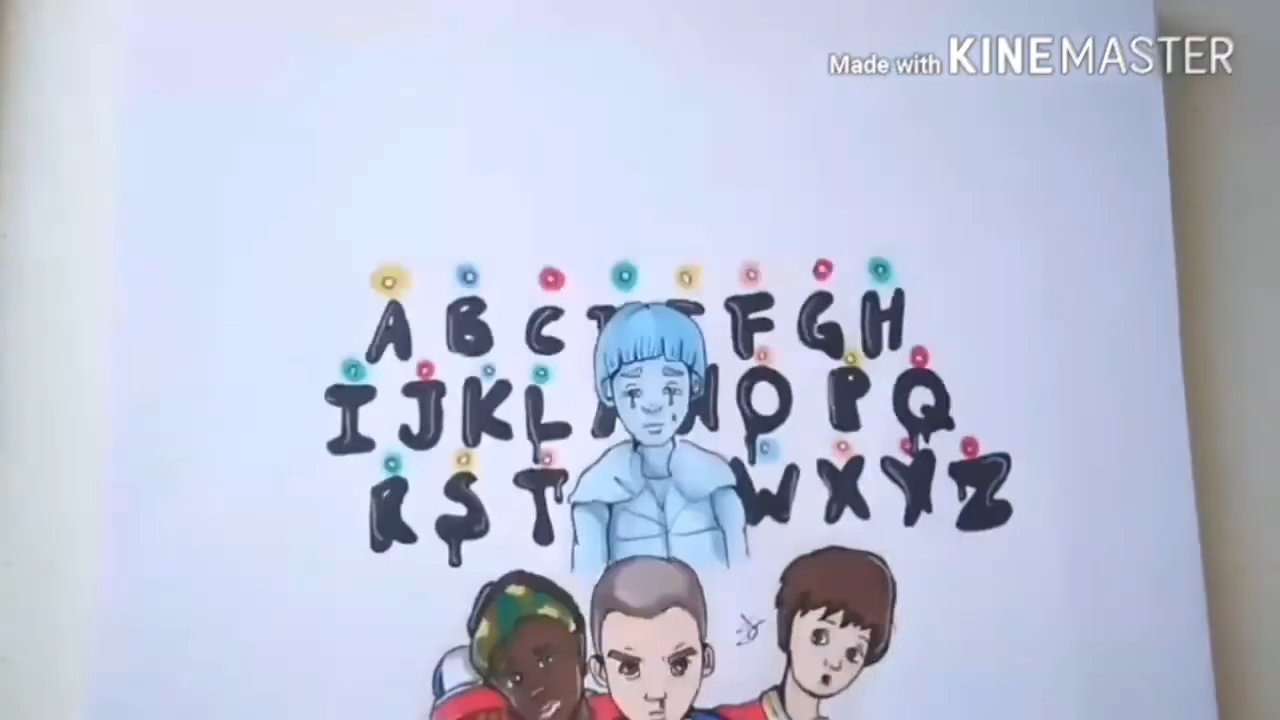 Made with KINEMASTER
A B C F G H
I J K L O P Q
R S T W X Y Z